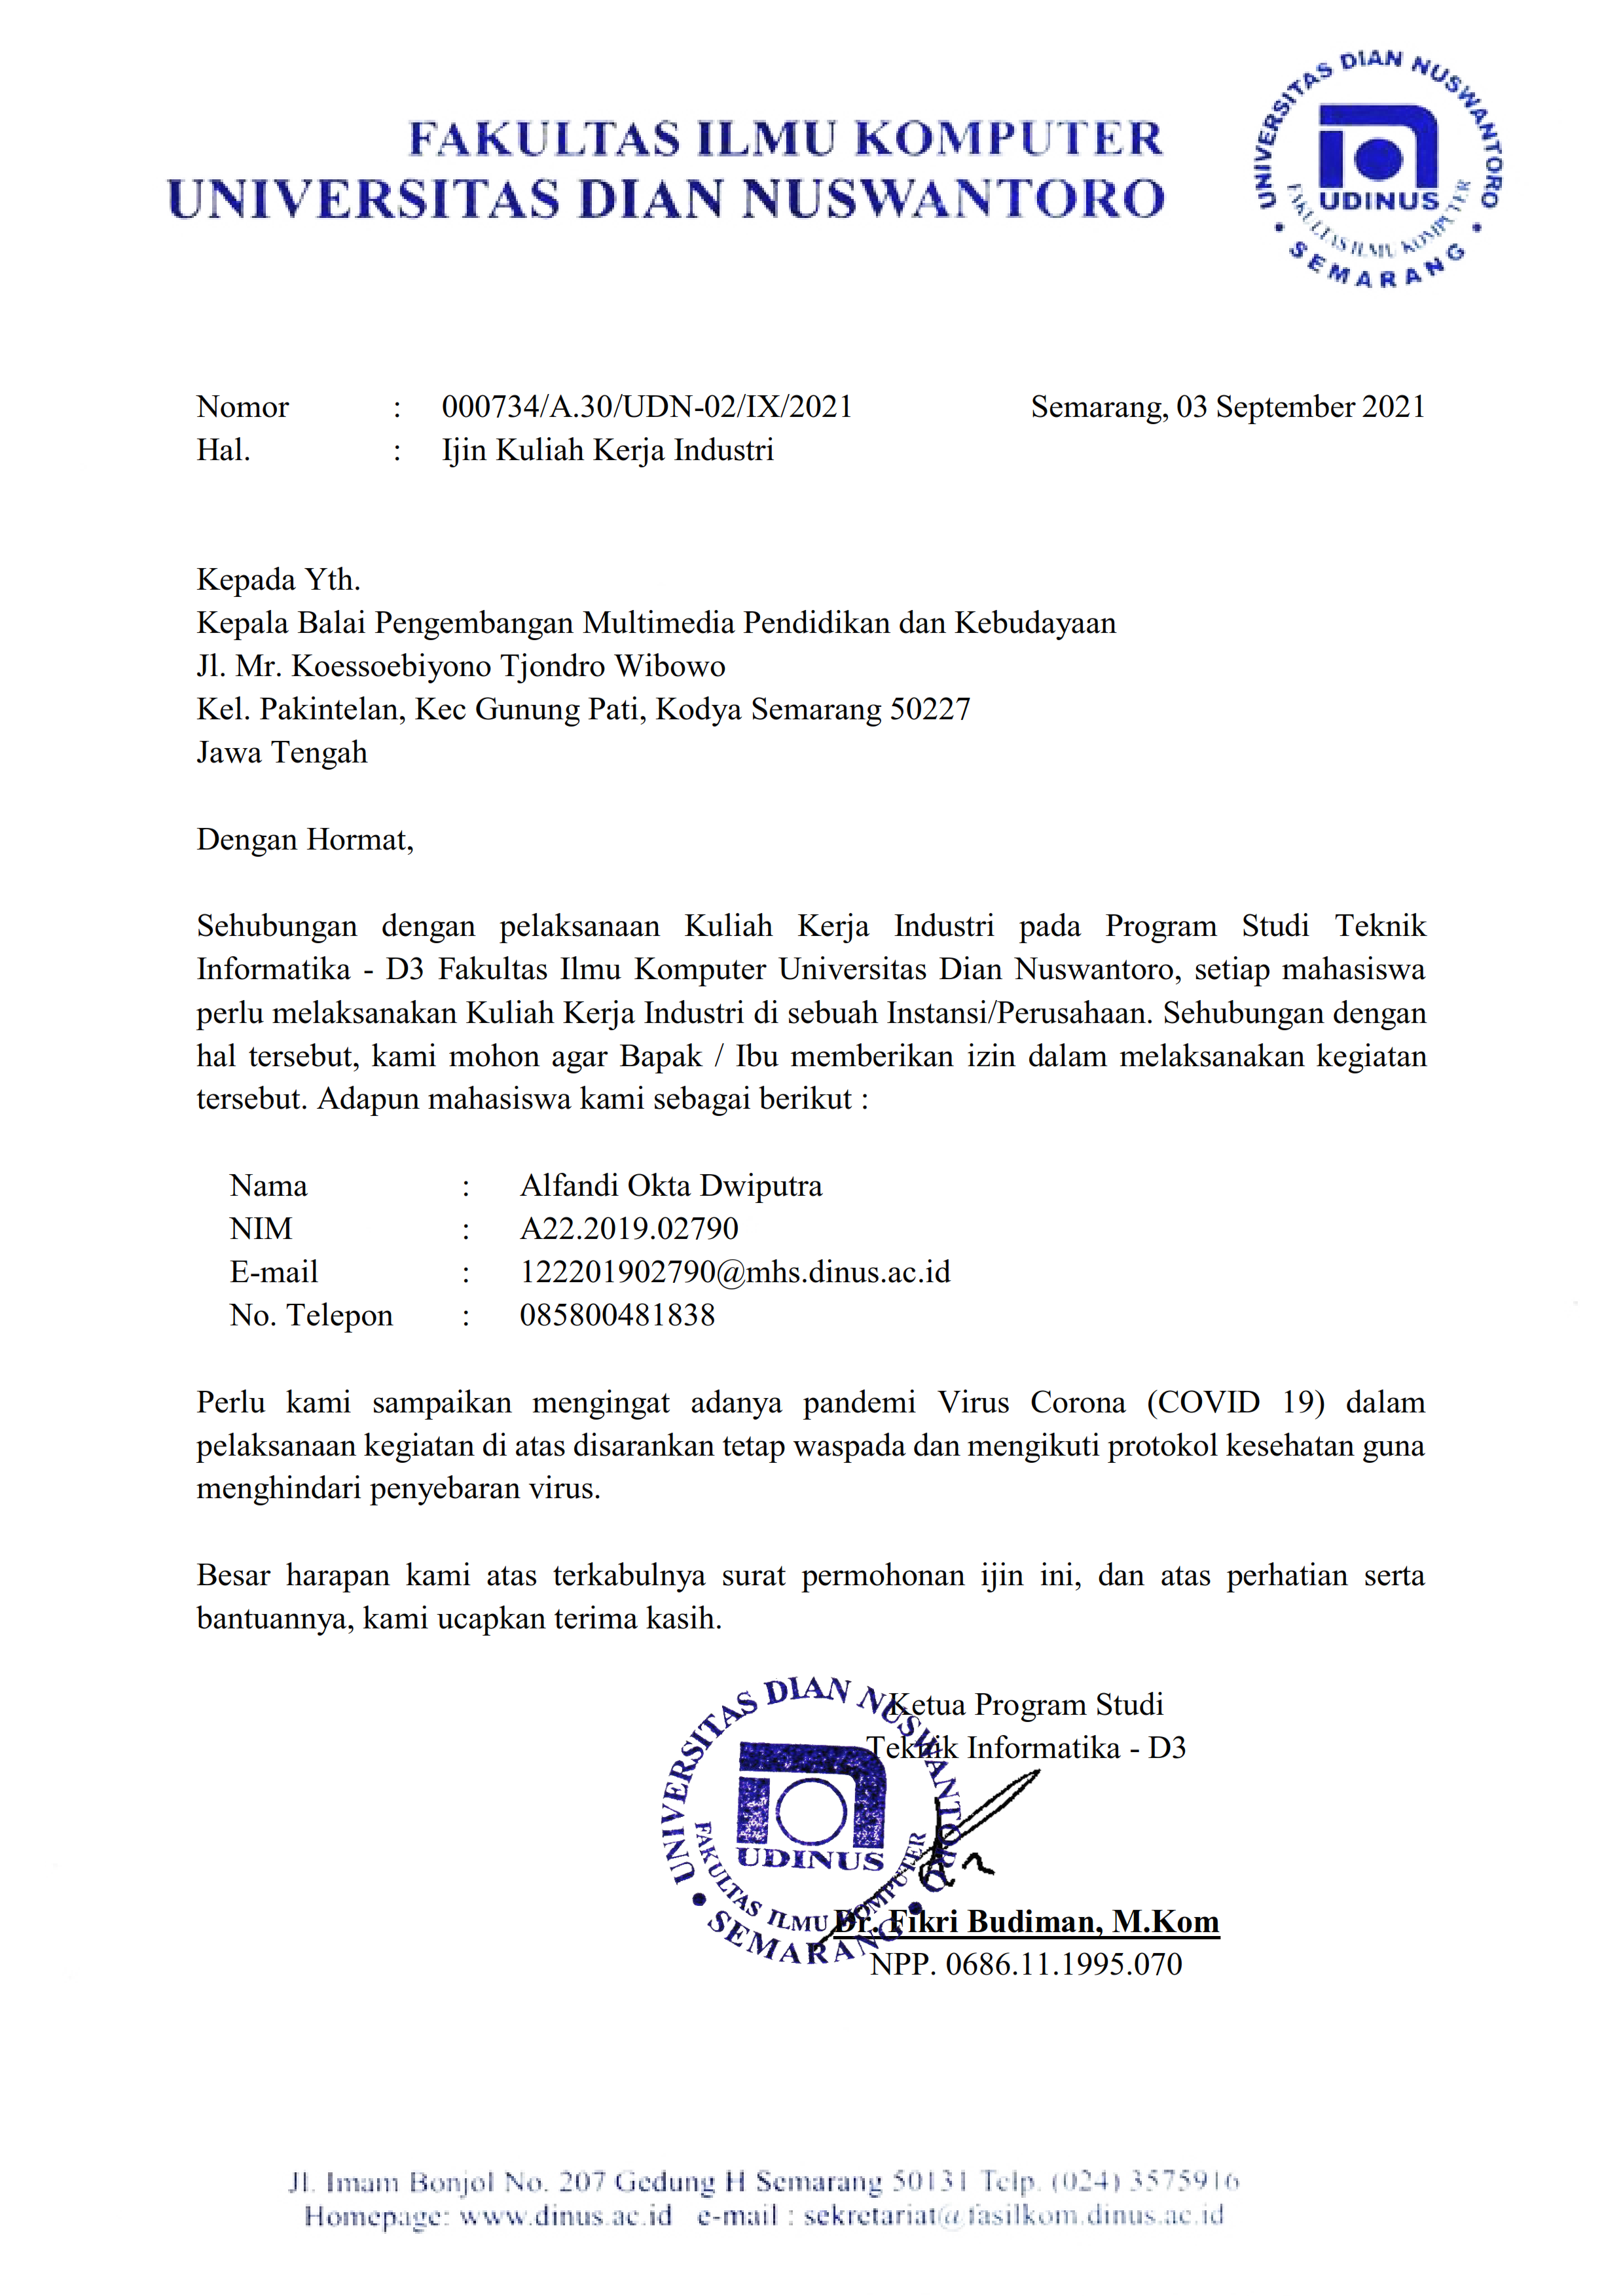 FAKULTAS ILMU KOMPUTER
UNIVERSITAS DIAN NUSWANTORO
UNIVERSITAS DIAN NUSWANTORO
UDINUS
FAKULTAS ILMU KOMPUTER
• SEMARANG •
Nomor : 000734/A.30/UDN-02/IX/2021 Semarang, 03 September 2021
Hal. : Ijin Kuliah Kerja Industri
Kepada Yth.
Kepala Balai Pengembangan Multimedia Pendidikan dan Kebudayaan
Jl. Mr. Koessoebiyono Tjondro Wibowo
Kel. Pakintelan, Kec Gunung Pati, Kodya Semarang 50227
Jawa Tengah
Dengan Hormat,
Sehubungan dengan pelaksanaan Kuliah Kerja Industri pada Program Studi Teknik
Informatika - D3 Fakultas Ilmu Komputer Universitas Dian Nuswantoro, setiap mahasiswa
perlu melaksanakan Kuliah Kerja Industri di sebuah Instansi/Perusahaan. Sehubungan dengan
hal tersebut, kami mohon agar Bapak / Ibu memberikan izin dalam melaksanakan kegiatan
tersebut. Adapun mahasiswa kami sebagai berikut :
Nama : Alfandi Okta Dwiputra
NIM : A22.2019.02790
E-mail : 122201902790@mhs.dinus.ac.id
No. Telepon : 085800481838
Perlu kami sampaikan mengingat adanya pandemi Virus Corona (COVID 19) dalam
pelaksanaan kegiatan di atas disarankan tetap waspada dan mengikuti protokol kesehatan guna
menghindari penyebaran virus.
Besar harapan kami atas terkabulnya surat permohonan ijin ini, dan atas perhatian serta
bantuannya, kami ucapkan terima kasih.
Ketua Program Studi
Teknik Informatika - D3
UNIVERSITAS DIAN NUSWANTORO
UDINUS
FAKULTAS ILMU KOMPUTER
• SEMARANG •
Dr. Fikri Budiman, M.Kom
NPP. 0686.11.1995.070
Jl. Imam Bonjol No. 207 Gedung H Semarang 50131 Telp. (024) 3575916
Homepage: www.dinus.ac.id e-mail : sekretariat@fasilkom.dinus.ac.id